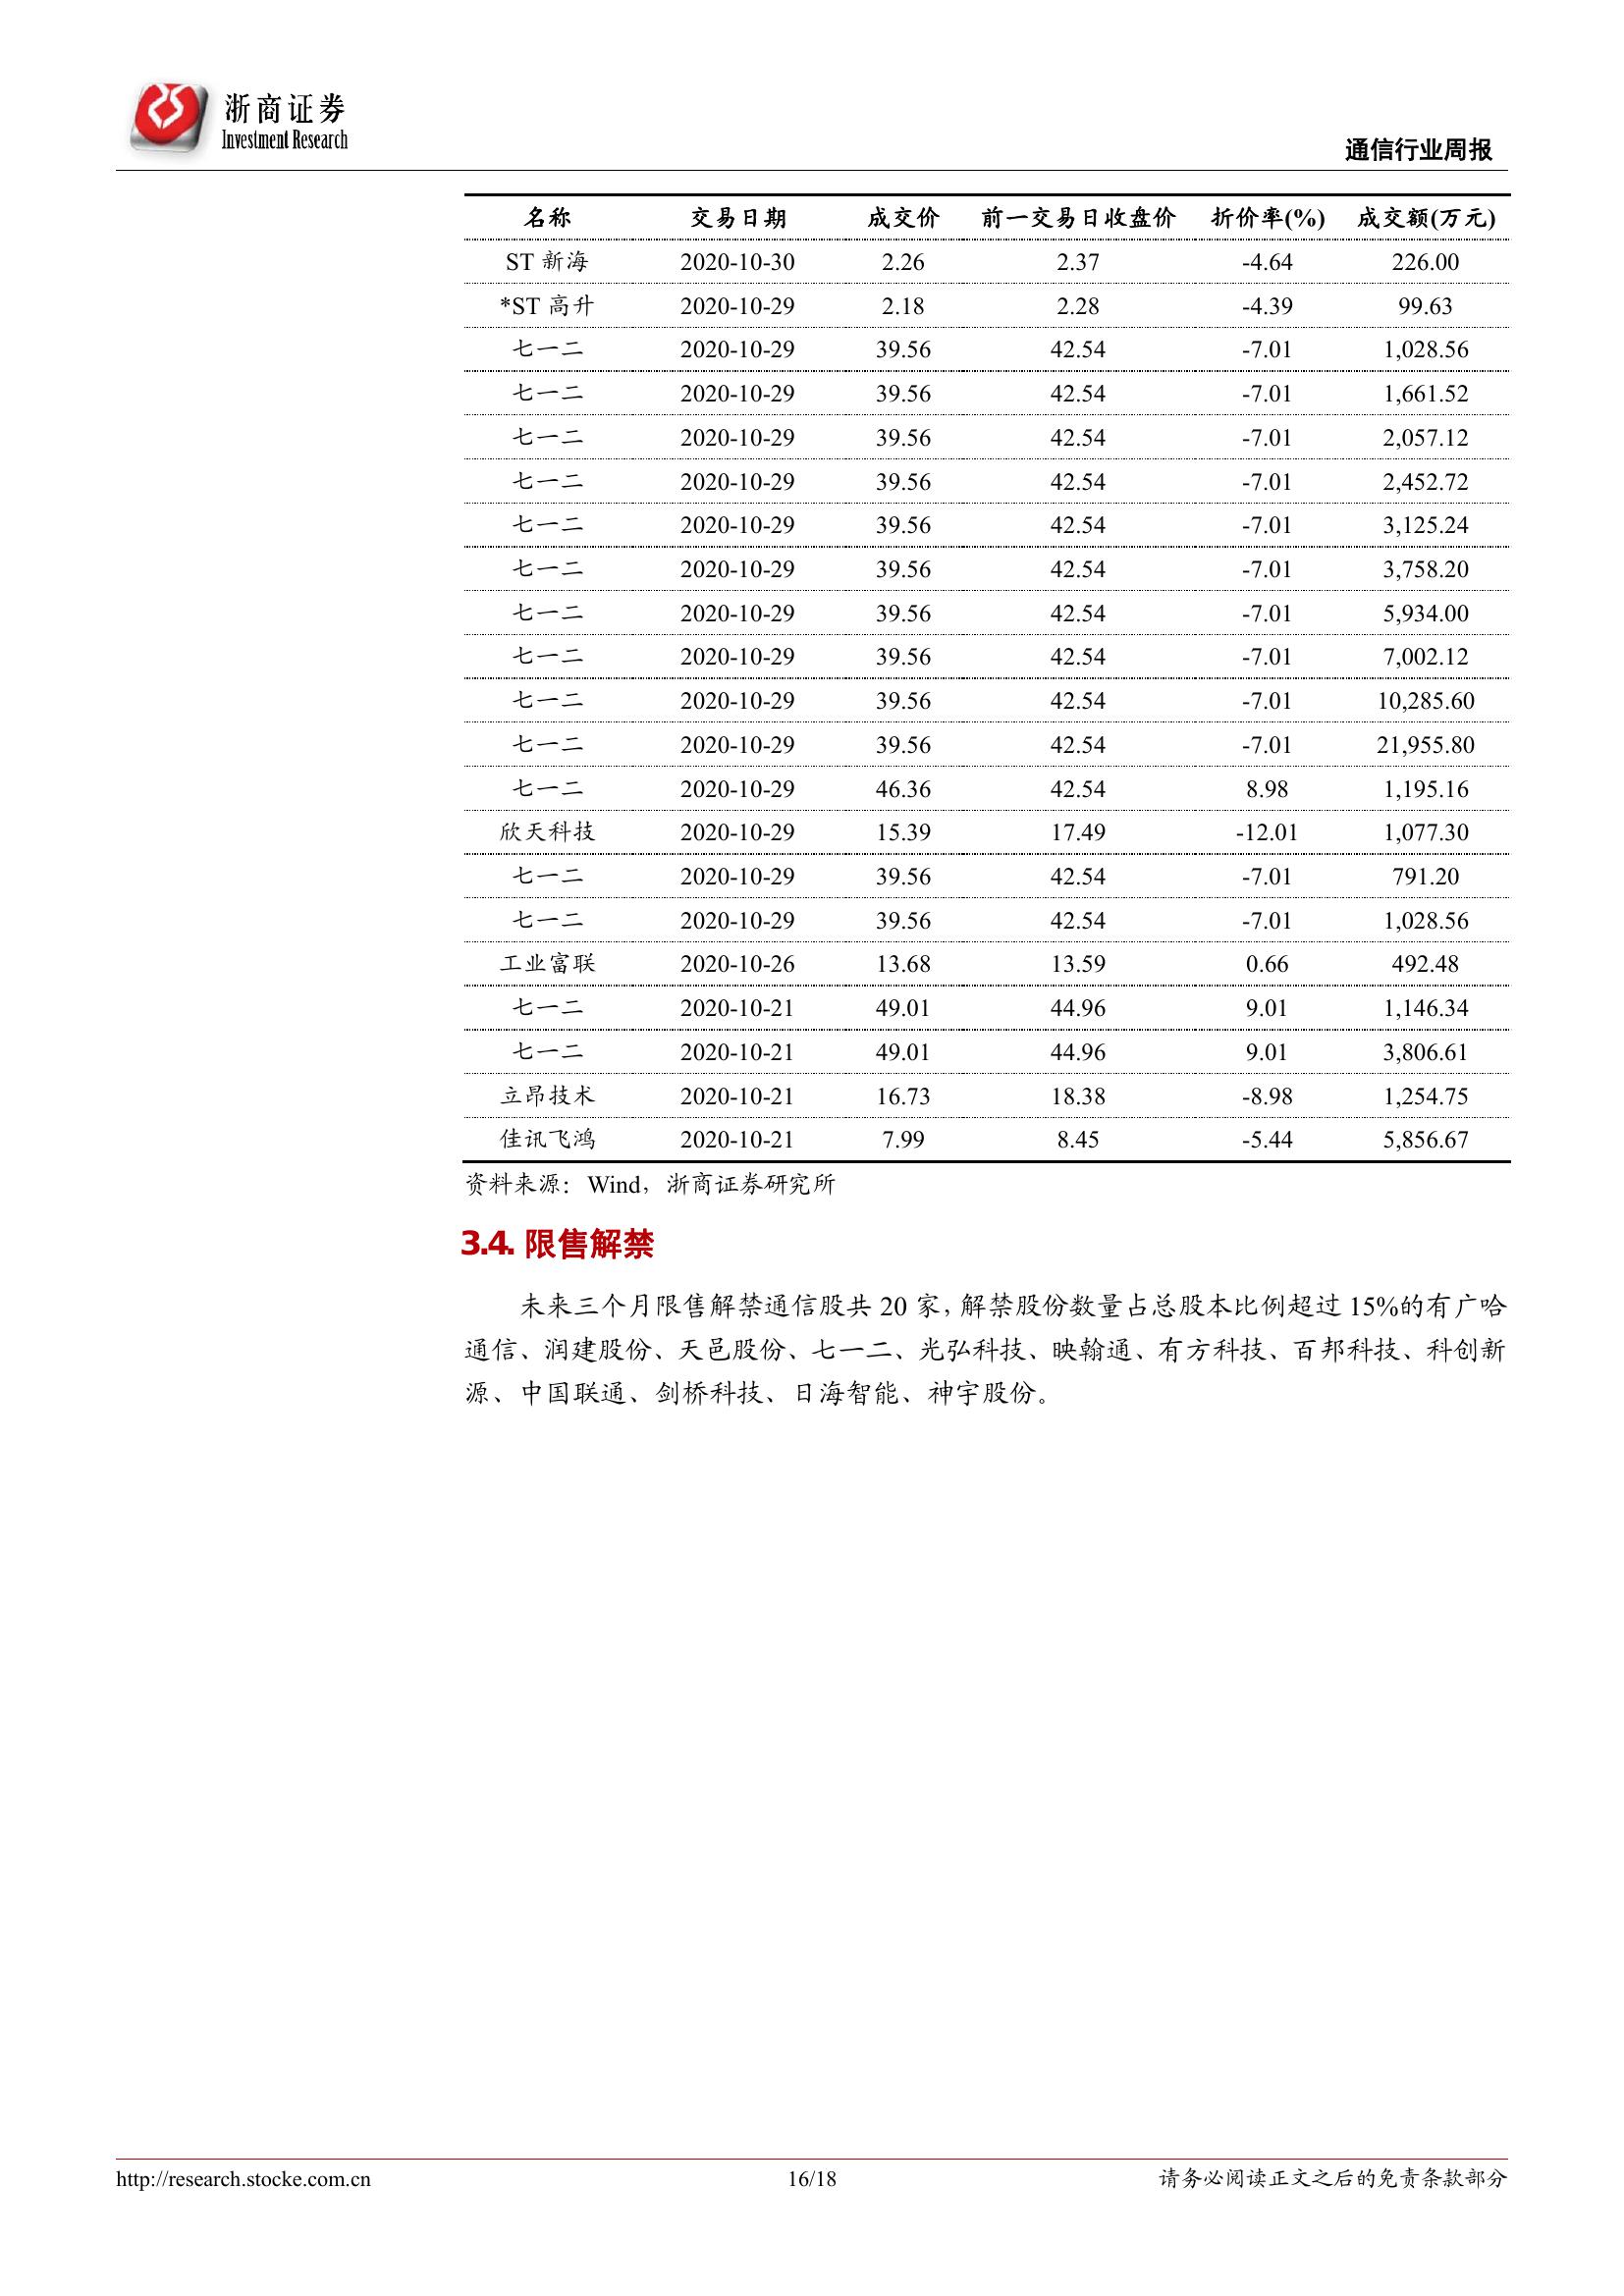 浙商证券
Investment Research
通信行业周报
名称 交易日期 成交价 前一交易日收盘价 折价率(%) 成交额(万元)
ST 新海 2020-10-30 2.26 2.37 -4.64 226.00
*ST 高升 2020-10-29 2.18 2.28 -4.39 99.63
七一二 2020-10-29 39.56 42.54 -7.01 1,028.56
七一二 2020-10-29 39.56 42.54 -7.01 1,661.52
七一二 2020-10-29 39.56 42.54 -7.01 2,057.12
七一二 2020-10-29 39.56 42.54 -7.01 2,452.72
七一二 2020-10-29 39.56 42.54 -7.01 3,125.24
七一二 2020-10-29 39.56 42.54 -7.01 3,758.20
七一二 2020-10-29 39.56 42.54 -7.01 5,934.00
七一二 2020-10-29 39.56 42.54 -7.01 7,002.12
七一二 2020-10-29 39.56 42.54 -7.01 10,285.60
七一二 2020-10-29 39.56 42.54 -7.01 21,955.80
七一二 2020-10-29 46.36 42.54 8.98 1,195.16
欣天科技 2020-10-29 15.39 17.49 -12.01 1,077.30
七一二 2020-10-29 39.56 42.54 -7.01 791.20
七一二 2020-10-29 39.56 42.54 -7.01 1,028.56
工业富联 2020-10-26 13.68 13.59 0.66 492.48
七一二 2020-10-21 49.01 44.96 9.01 1,146.34
七一二 2020-10-21 49.01 44.96 9.01 3,806.61
立昂技术 2020-10-21 16.73 18.38 -8.98 1,254.75
佳讯飞鸿 2020-10-21 7.99 8.45 -5.44 5,856.67
资料来源：Wind，浙商证券研究所
3.4. 限售解禁
未来三个月限售解禁通信股共 20 家，解禁股份数量占总股本比例超过 15%的有广哈
通信、润建股份、天邑股份、七一二、光弘科技、映翰通、有方科技、百邦科技、科创新
源、中国联通、剑桥科技、日海智能、神宇股份。
http://research.stocke.com.cn 16/18 请务必阅读正文之后的免责条款部分